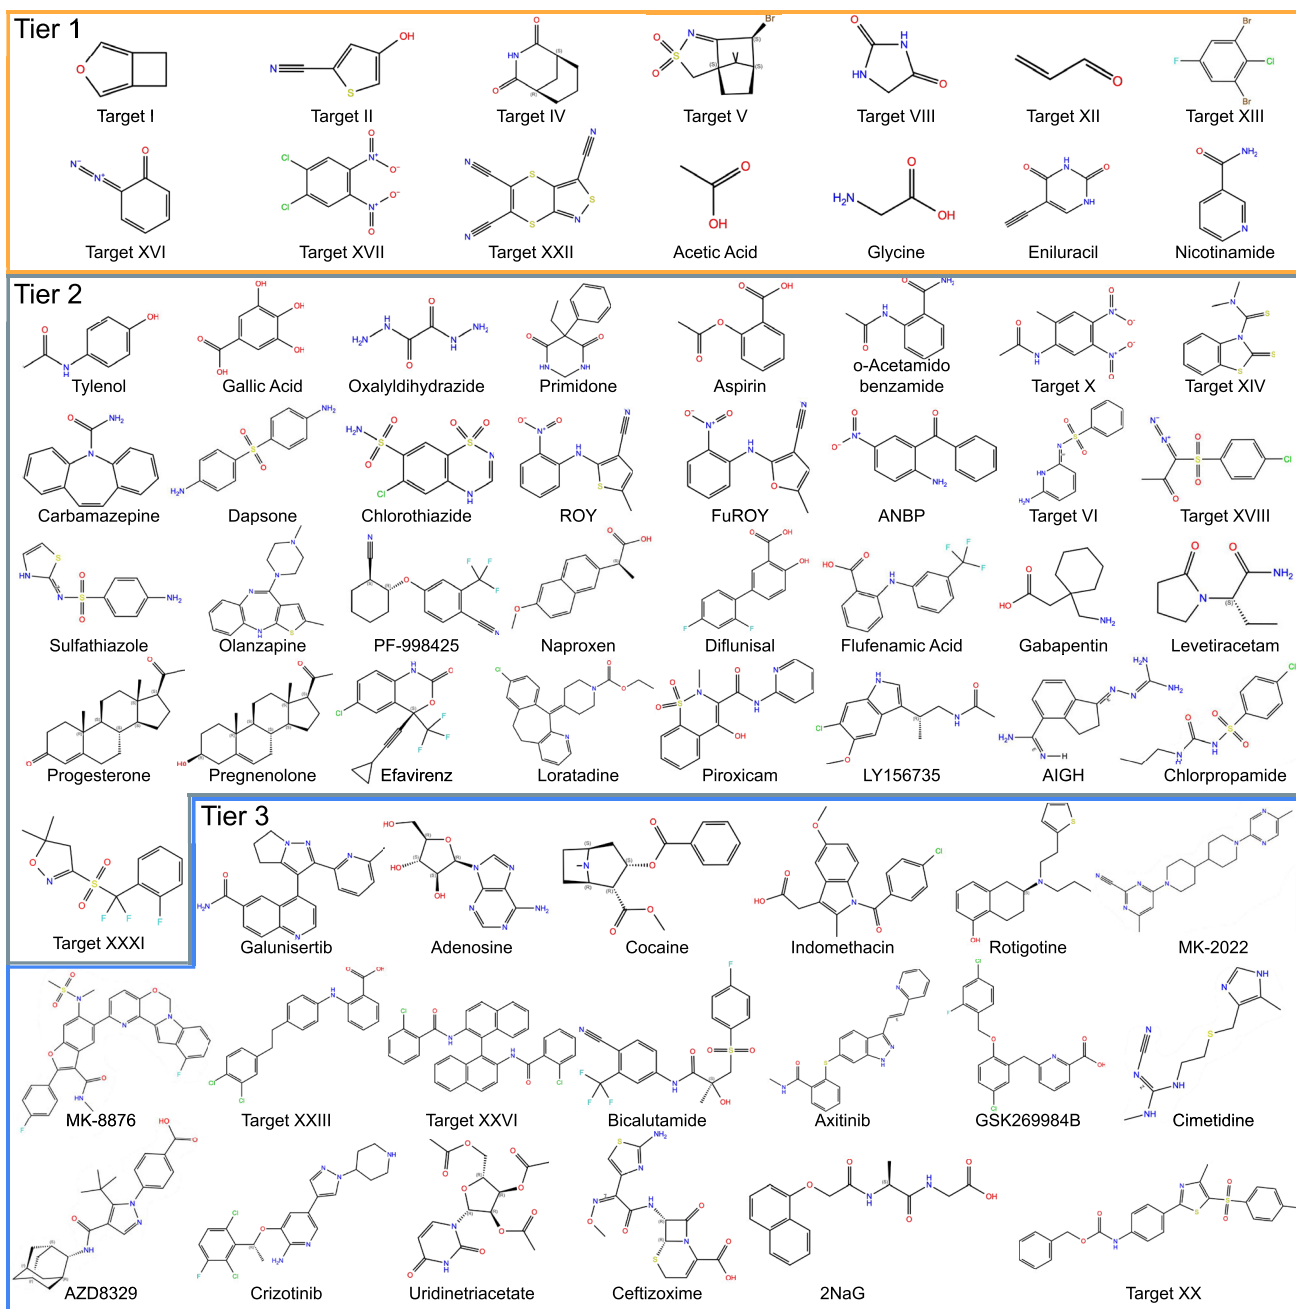 Tier 1
Target I
Target II
Target IV
Target V
Target VIII
Target XII
Target XIII
Target XVI
Target XVII
Target XXII
Acetic Acid
Glycine
Eniluracil
Nicotinamide
Tier 2
Tylenol
Gallic Acid
Oxalyldihydrazide
Primidone
Aspirin
o-Acetamido
benzamide
Target X
Target XIV
Carbamazepine
Dapsone
Chlorothiazide
ROY
FuROY
ANBP
Target VI
Target XVIII
Sulfathiazole
Olanzapine
PF-998425
Naproxen
Diflunisal
Flufenamic Acid
Gabapentin
Levetiracetam
Progesterone
Pregnenolone
Efavirenz
Loratadine
Piroxicam
LY156735
AIGH
Chlorpropamide
Target XXXI
Tier 3
Galunisertib
Adenosine
Cocaine
Indomethacin
Rotigotine
MK-2022
MK-8876
Target XXIII
Target XXVI
Bicalutamide
Axitinib
GSK269984B
Cimetidine
AZD8329
Crizotinib
Uridinetriacetate
Ceftizoxime
2NaG
Target XX